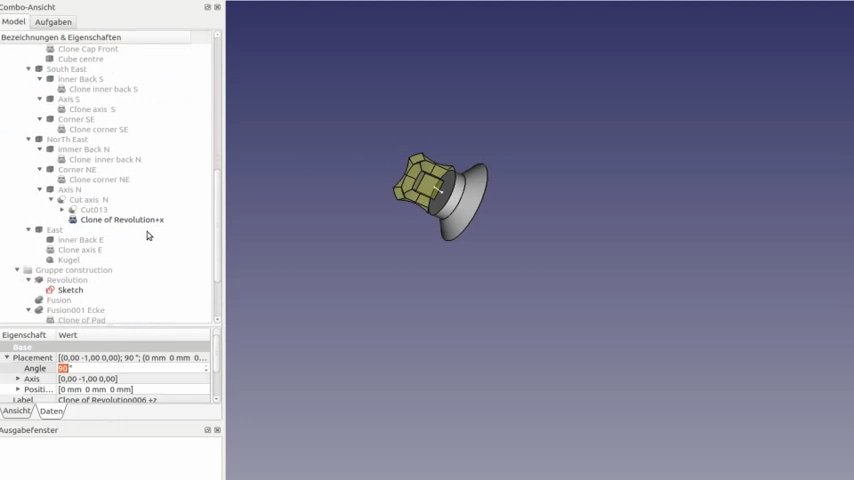 Combo-Ansicht
Model Aufgaben
Bezeichnungen & Eigenschaften
Clone Cap Front
Cube centre
South East
Inner Back S
Clone inner back S
Axis S
Clone axis S
Corner SE
Clone corner SE
NorTh East
Immer Back N
Clone inner back N
Corner NE
Clone corner NE
Axis N
Cut axis N
Cut013
Clone of Revolution+x
East
Inner Back E
Clone axis E
Kugel
Gruppe construction
Revolution
Sketch
Fusion
Fusion001 Ecke
Clone of Pad
Eigenschaft Wert
Base
Placement [(0,00 -1,00 0,00); 90 °; (0 mm 0 mm 0...
Angle 90 °
Axis [0,00 -1,00 0,00]
Positi... [0 mm 0 mm 0 mm]
Label Clone of Revolution006 +z
Ansicht Daten
Ausgabefenster